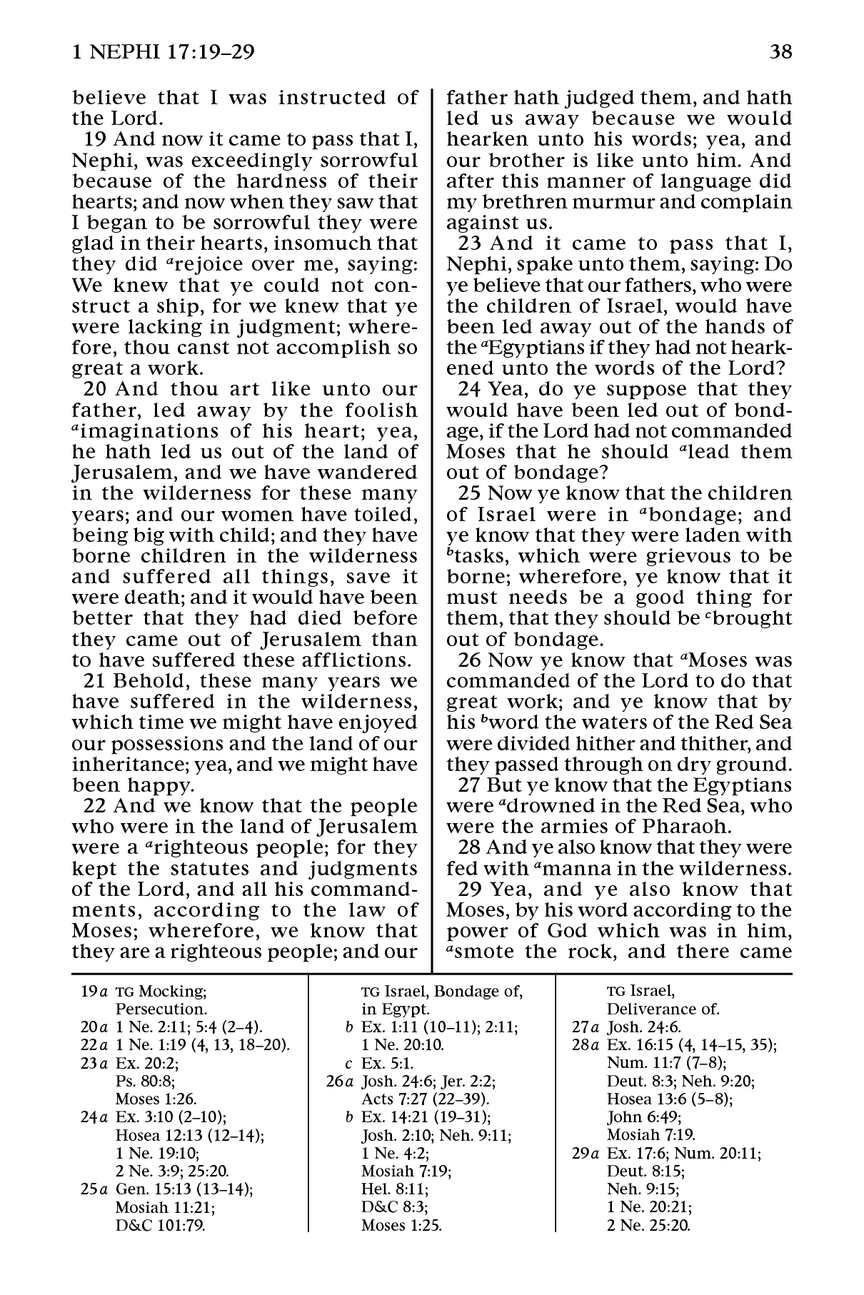 1 NEPHI 17:19–29
38
believe that I was instructed of
the Lord.
19 And now it came to pass that I,
Nephi, was exceedingly sorrowful
because of the hardness of their
hearts; and now when they saw that
I began to be sorrowful they were
glad in their hearts, insomuch that
they did arejoice over me, saying:
We knew that ye could not con-
struct a ship, for we knew that ye
were lacking in judgment; where-
fore, thou canst not accomplish so
great a work.
20 And thou art like unto our
father, led away by the foolish
aimaginations of his heart; yea,
he hath led us out of the land of
Jerusalem, and we have wandered
in the wilderness for these many
years; and our women have toiled,
being big with child; and they have
borne children in the wilderness
and suffered all things, save it
were death; and it would have been
better that they had died before
they came out of Jerusalem than
to have suffered these afflictions.
21 Behold, these many years we
have suffered in the wilderness,
which time we might have enjoyed
our possessions and the land of our
inheritance; yea, and we might have
been happy.
22 And we know that the people
who were in the land of Jerusalem
were a arighteous people; for they
kept the statutes and judgments
of the Lord, and all his command-
ments, according to the law of
Moses; wherefore, we know that
they are a righteous people; and our
father hath judged them, and hath
led us away because we would
hearken unto his words; yea, and
our brother is like unto him. And
after this manner of language did
my brethren murmur and complain
against us.
23 And it came to pass that I,
Nephi, spake unto them, saying: Do
ye believe that our fathers, who were
the children of Israel, would have
been led away out of the hands of
the aEgyptians if they had not heark-
ened unto the words of the Lord?
24 Yea, do ye suppose that they
would have been led out of bond-
age, if the Lord had not commanded
Moses that he should alead them
out of bondage?
25 Now ye know that the children
of Israel were in abondage; and
ye know that they were laden with
btasks, which were grievous to be
borne; wherefore, ye know that it
must needs be a good thing for
them, that they should be cbrought
out of bondage.
26 Now ye know that aMoses was
commanded of the Lord to do that
great work; and ye know that by
his bword the waters of the Red Sea
were divided hither and thither, and
they passed through on dry ground.
27 But ye know that the Egyptians
were adrowned in the Red Sea, who
were the armies of Pharaoh.
28 And ye also know that they were
fed with amanna in the wilderness.
29 Yea, and ye also know that
Moses, by his word according to the
power of God which was in him,
asmote the rock, and there came
19a TG Mocking;
Persecution.
20a 1 Ne. 2:11; 5:4 (2–4).
22a 1 Ne. 1:19 (4, 13, 18–20).
23a Ex. 20:2;
Ps. 80:8;
Moses 1:26.
24a Ex. 3:10 (2–10);
Hosea 12:13 (12–14);
1 Ne. 19:10;
2 Ne. 3:9; 25:20.
25a Gen. 15:13 (13–14);
Mosiah 11:21;
D&C 101:79.
TG Israel, Bondage of,
in Egypt.
b Ex. 1:11 (10–11); 2:11;
1 Ne. 20:10.
c Ex. 5:1.
26a Josh. 24:6; Jer. 2:2;
Acts 7:27 (22–39).
b Ex. 14:21 (19–31);
Josh. 2:10; Neh. 9:11;
1 Ne. 4:2;
Mosiah 7:19;
Hel. 8:11;
D&C 8:3;
Moses 1:25.
TG Israel,
Deliverance of.
27a Josh. 24:6.
28a Ex. 16:15 (4, 14–15, 35);
Num. 11:7 (7–8);
Deut. 8:3; Neh. 9:20;
Hosea 13:6 (5–8);
John 6:49;
Mosiah 7:19.
29a Ex. 17:6; Num. 20:11;
Deut. 8:15;
Neh. 9:15;
1 Ne. 20:21;
2 Ne. 25:20.